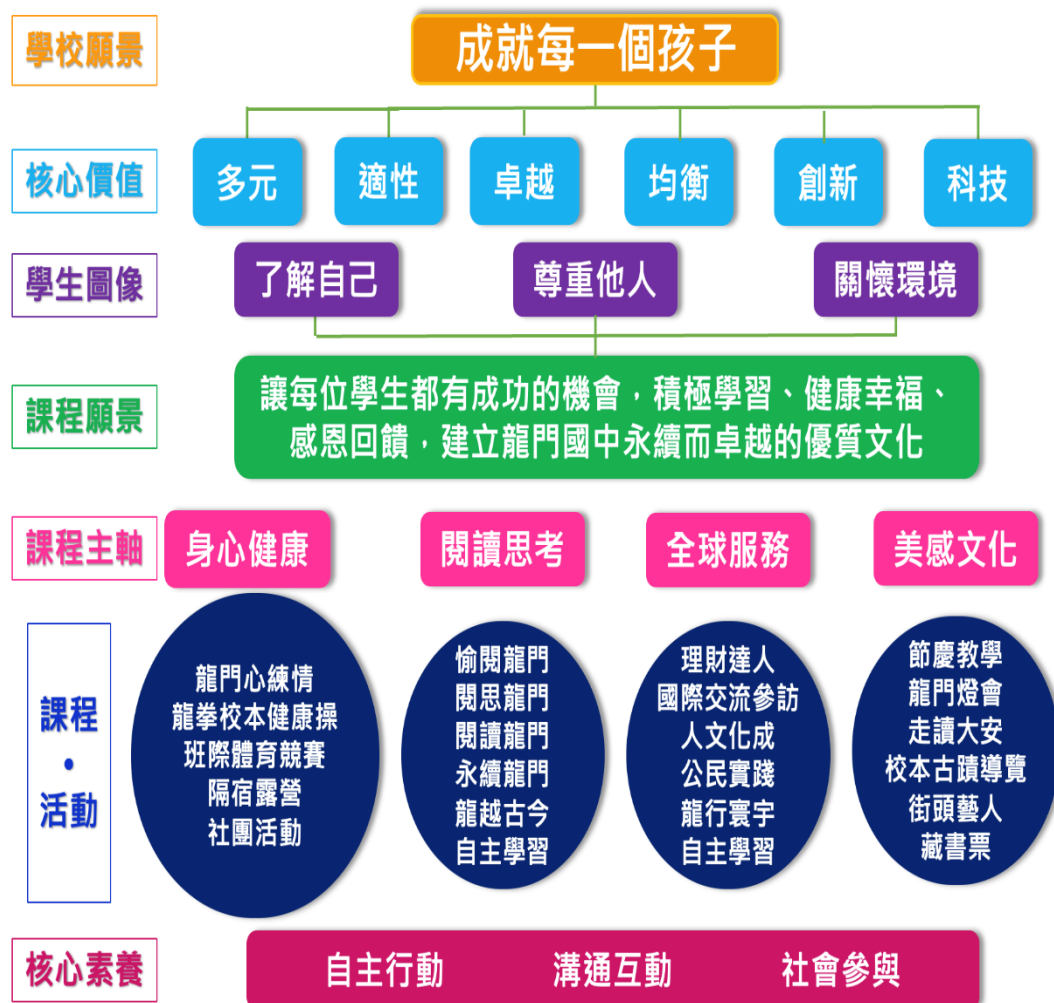 學校願景
成就每一個孩子
核心價值
多元
適性
卓越
均衡
創新
科技
學生圖像
了解自己
尊重他人
關懷環境
課程願景
讓每位學生都有成功的機會，積極學習、健康幸福、
感恩回饋，建立龍門國中永續而卓越的優質文化
課程主軸
身心健康
閱讀思考
全球服務
美感文化
課程
•
活動
龍門心練情
龍拳校本健康操
班際體育競賽
隔宿露營
社團活動
愉閱龍門
閱思龍門
閱讀龍門
永續龍門
龍越古今
自主學習
理財達人
國際交流參訪
人文化成
公民實踐
龍行寰宇
自主學習
節慶教學
龍門燈會
走讀大安
校本古蹟導覽
街頭藝人
藏書票
核心素養
自主行動
溝通互動
社會參與